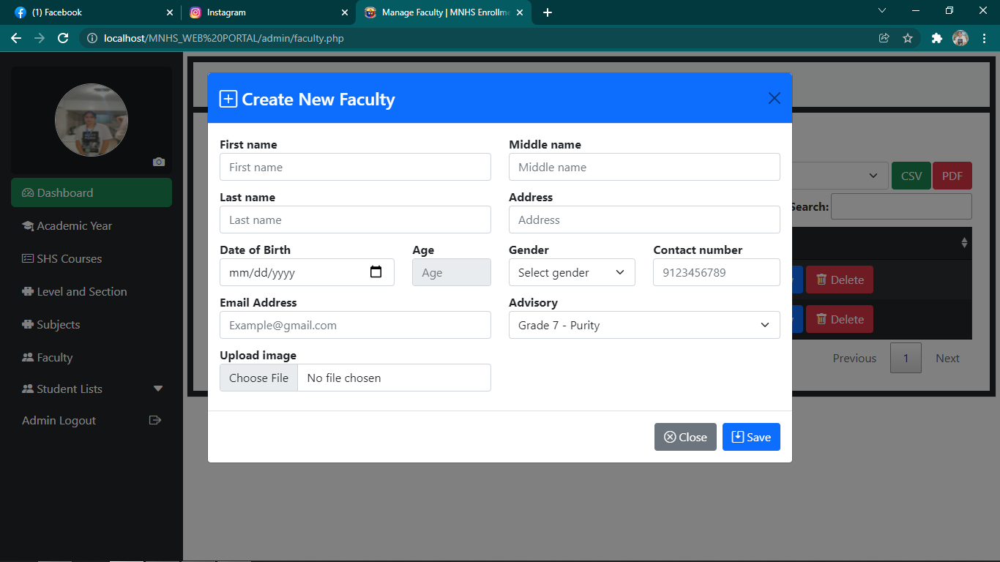 (1) Facebook
Instagram
Manage Faculty | MNHS Enrollme
localhost/MNHS_WEB%20PORTAL/admin/faculty.php
Dashboard
Academic Year
SHS Courses
Level and Section
Subjects
Faculty
Student Lists
Admin Logout
Create New Faculty
First name
Middle name
First name
Middle name
Last name
Address
Last name
Address
Date of Birth
Age
Gender
Contact number
mm/dd/yyyy
Age
Select gender
9123456789
Email Address
Advisory
Example@gmail.com
Grade 7 - Purity
Upload image
Choose File
No file chosen
Close
Save
CSV
PDF
Search:
Delete
Delete
Previous
1
Next